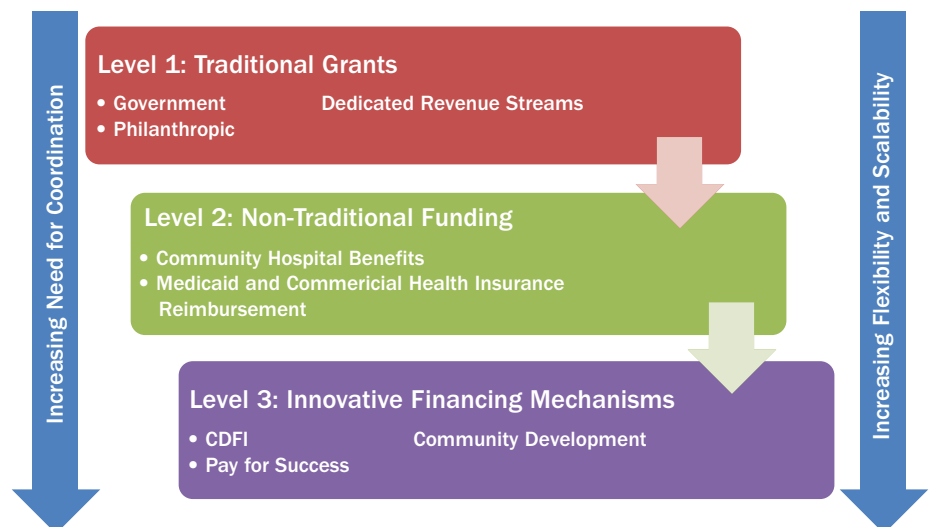 Increasing Need for Coordination
Level 1: Traditional Grants
• Government Dedicated Revenue Streams
• Philanthropic
Level 2: Non-Traditional Funding
• Community Hospital Benefits
• Medicaid and Commericial Health Insurance
Reimbursement
Level 3: Innovative Financing Mechanisms
• CDFI Community Development
• Pay for Success
Increasing Flexibility and Scalability